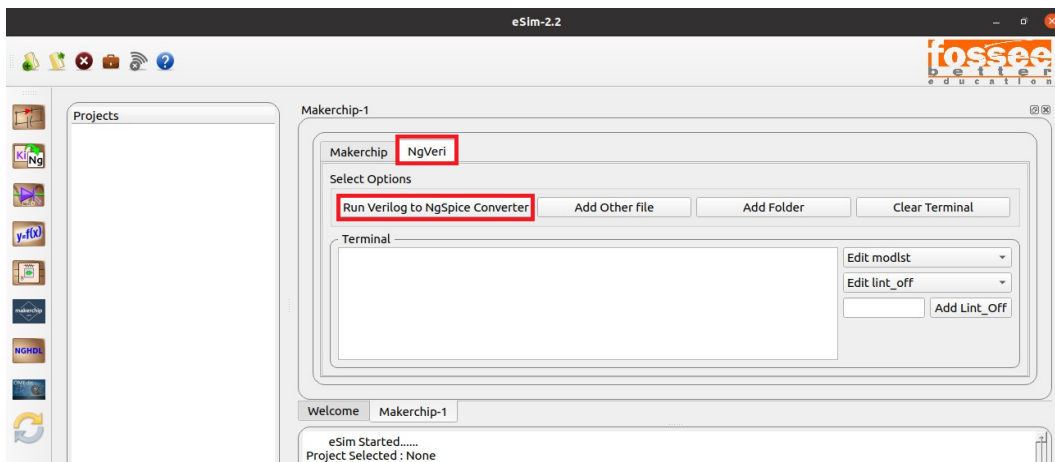 eSim-2.2
fossee
better
education
Projects
Makerchip-1
Ki
Ng
Makerchip
NgVeri
Select Options
Run Verilog to NgSpice Converter
Add Other file
Add Folder
Clear Terminal
Terminal
Edit modlst
Edit lint_off
Add Lint_Off
y=f(x)
makerchip
NGHDL
Welcome
Makerchip-1
eSim Started......
Project Selected : None